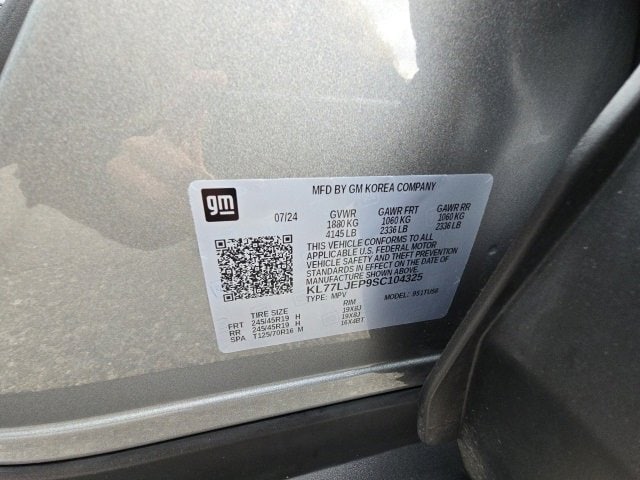 gm
MFD BY GM KOREA COMPANY
07/24 GVWR GAWR FRT GAWR RR
1880 KG 1060 KG 1060 KG
4145 LB 2336 LB 2336 LB
THIS VEHICLE CONFORMS TO ALL
APPLICABLE U.S. FEDERAL MOTOR
VEHICLE SAFETY AND THEFT PREVENTION
STANDARDS IN EFFECT ON THE DATE OF
MANUFACTURE SHOWN ABOVE.
KL77LJEP9SC104325
TYPE: MPV MODEL: 9S1TU56
TIRE SIZE RIM
FRT 245/45R19 H 19X8J
RR 245/45R19 H 19X8J
SPA T125/70R16 M 16X4BT